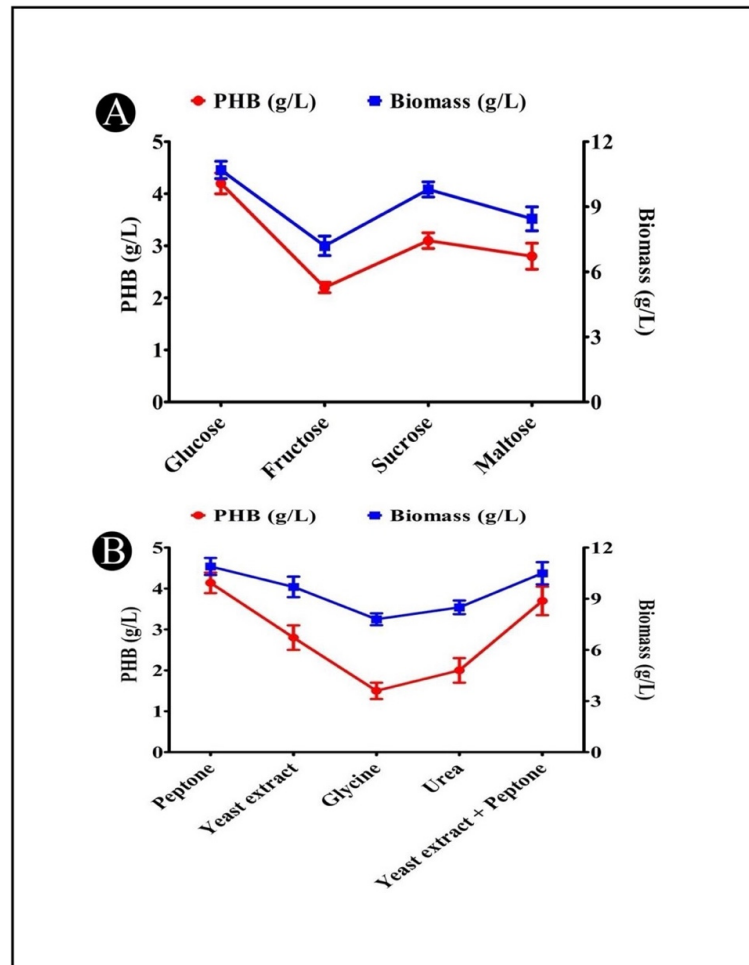 A
PHB (g/L) Biomass (g/L)
5
4
3
2
1
0
PHB (g/L)
12
9
6
3
0
Biomass (g/L)
Glucose
Fructose
Sucrose
Maltose
B
PHB (g/L) Biomass (g/L)
5
4
3
2
1
0
PHB (g/L)
12
9
6
3
0
Biomass (g/L)
Peptone
Yeast extract
Glycine
Urea
Yeast extract + Peptone